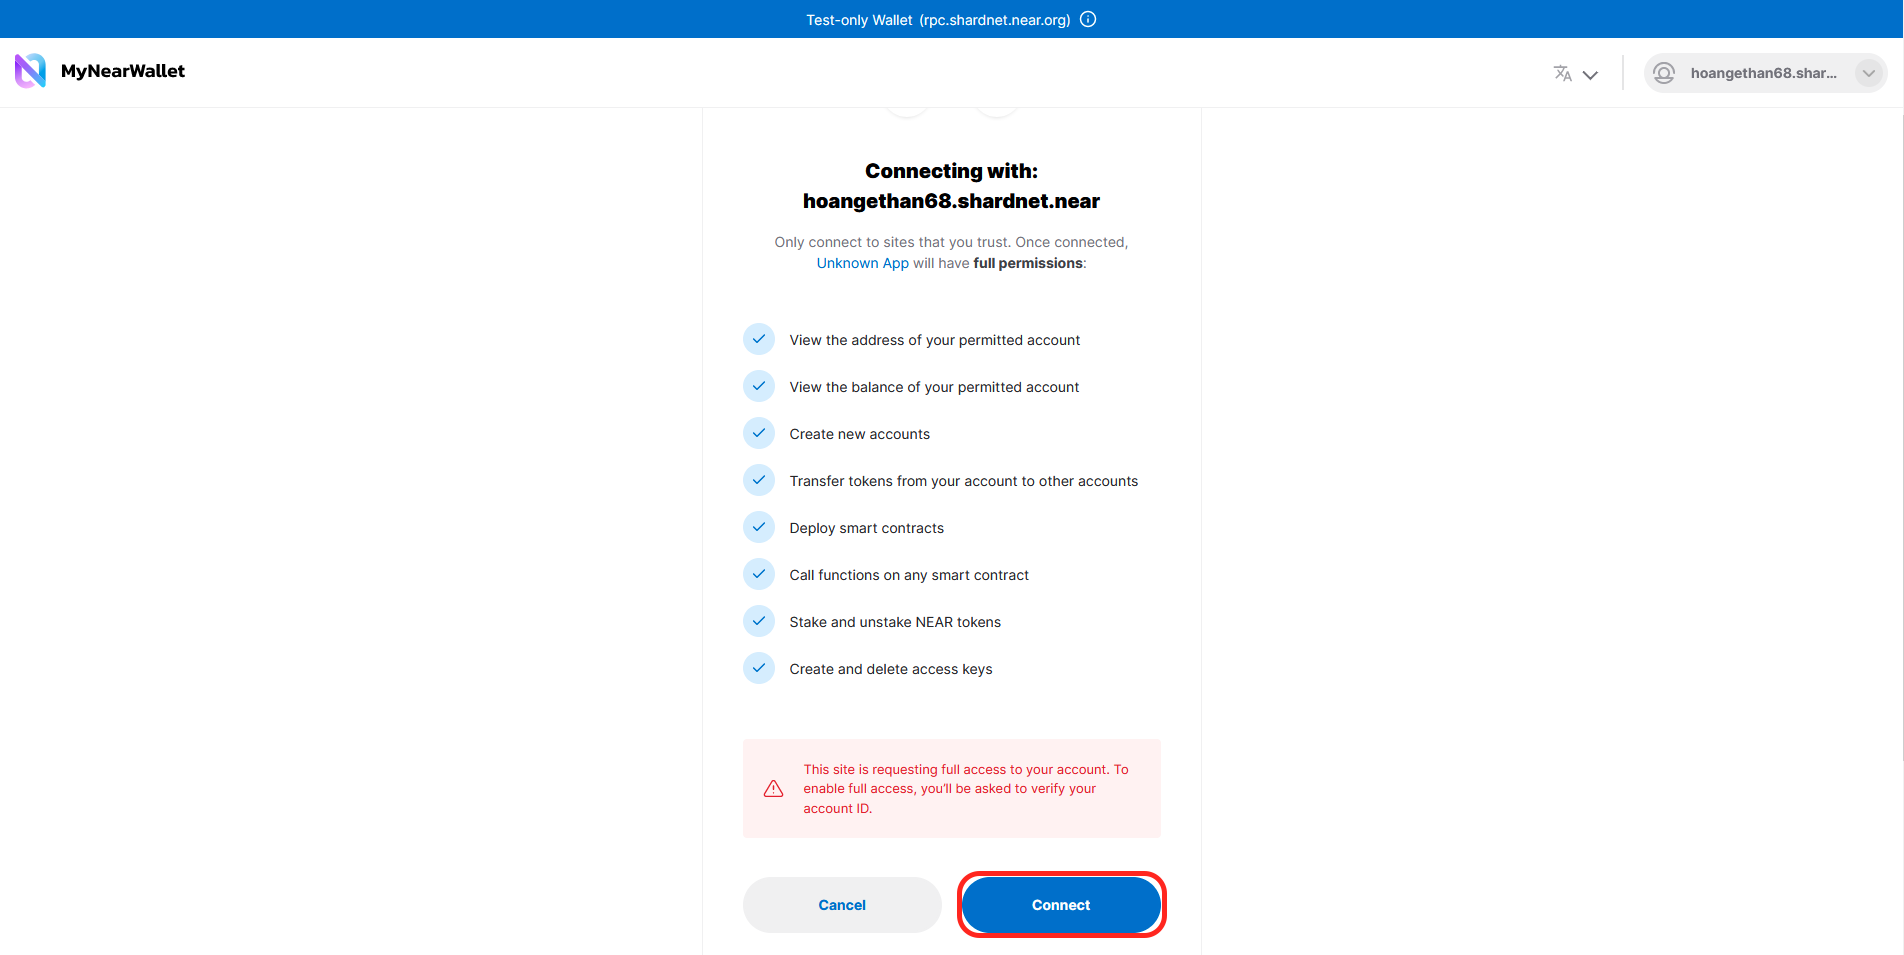 Test-only Wallet (rpc.shardnet.near.org)
MyNearWallet
hoangethan68.shar...
Connecting with:
hoangethan68.shardnet.near
Only connect to sites that you trust. Once connected,
Unknown App will have full permissions:
View the address of your permitted account
View the balance of your permitted account
Create new accounts
Transfer tokens from your account to other accounts
Deploy smart contracts
Call functions on any smart contract
Stake and unstake NEAR tokens
Create and delete access keys
This site is requesting full access to your account. To
enable full access, you'll be asked to verify your
account ID.
Cancel
Connect